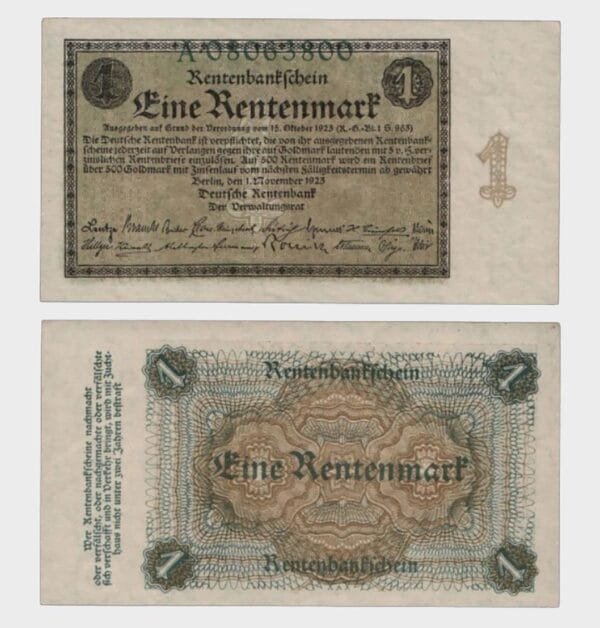 A·08063800
1
1
Rentenbankschein
Eine Rentenmark
Ausgegeben auf Grund der Verordnung vom 15. Oktober 1923 (R.-G.-Bl. I S. 963)
Die Deutsche Rentenbank ist verpflichtet, die von ihr ausgegebenen Rentenbank-
scheine jederzeit auf Verlangen gegen ihre auf Goldmark lautenden mit 5 v. H. ver-
zinslichen Rentenbriefe einzulösen. Auf 500 Rentenmark wird ein Rentenbrief
über 500 Goldmark mit Zinsenlauf vom nächsten Fälligkeitstermin ab gewährt
Berlin, den 1. November 1923
Deutsche Rentenbank
Der Verwaltungsrat
1
Rentenbankschein
1
1
Eine Rentenmark
Rentenbankschein
1
1
Wer Rentenbankscheine nachmacht
oder verfälscht, oder nachgemachte oder verfälschte
sich verschafft und in Verkehr bringt, wird mit Zucht-
haus nicht unter zwei Jahren bestraft